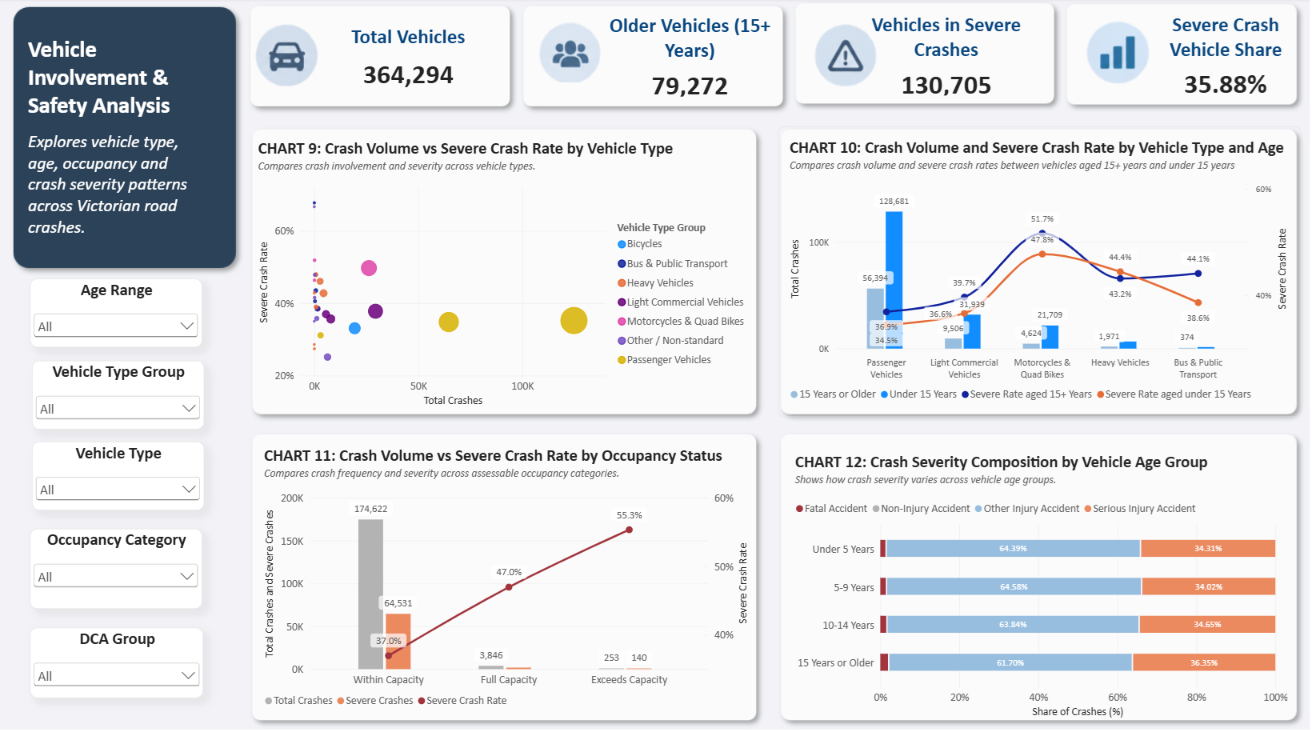 Vehicle
Involvement &
Safety Analysis
Explores vehicle type,
age, occupancy and
crash severity patterns
across Victorian road
crashes.
Age Range
All
Vehicle Type Group
All
Vehicle Type
All
Occupancy Category
All
DCA Group
All
Total Vehicles
364,294
Older Vehicles (15+
Years)
79,272
Vehicles in Severe
Crashes
130,705
Severe Crash
Vehicle Share
35.88%
CHART 9: Crash Volume vs Severe Crash Rate by Vehicle Type
Compares crash involvement and severity across vehicle types.
Severe Crash Rate
60%
40%
20%
0K
50K
100K
Total Crashes
Vehicle Type Group
Bicycles
Bus & Public Transport
Heavy Vehicles
Light Commercial Vehicles
Motorcycles & Quad Bikes
Other / Non-standard
Passenger Vehicles
CHART 10: Crash Volume and Severe Crash Rate by Vehicle Type and Age
Compares crash volume and severe crash rates between vehicles aged 15+ years and under 15 years
Total Crashes
100K
0K
60%
40%
Severe Crash Rate
128,681
56,394
36.9%
34.5%
39.7%
36.6%
31,939
9,506
51.7%
47.8%
21,709
4,624
44.4%
43.2%
1,971
44.1%
38.6%
374
Passenger
Vehicles
Light Commercial
Vehicles
Motorcycles &
Quad Bikes
Heavy Vehicles
Bus & Public
Transport
15 Years or Older
Under 15 Years
Severe Rate aged 15+ Years
Severe Rate aged under 15 Years
CHART 11: Crash Volume vs Severe Crash Rate by Occupancy Status
Compares crash frequency and severity across assessable occupancy categories.
Total Crashes and Severe Crashes
200K
150K
100K
50K
0K
60%
50%
40%
Severe Crash Rate
174,622
64,531
37.0%
47.0%
3,846
55.3%
253
140
Within Capacity
Full Capacity
Exceeds Capacity
Total Crashes
Severe Crashes
Severe Crash Rate
CHART 12: Crash Severity Composition by Vehicle Age Group
Shows how crash severity varies across vehicle age groups.
Fatal Accident
Non-Injury Accident
Other Injury Accident
Serious Injury Accident
Under 5 Years
64.39%
34.31%
5-9 Years
64.58%
34.02%
10-14 Years
63.84%
34.65%
15 Years or Older
61.70%
36.35%
0%
20%
40%
60%
80%
100%
Share of Crashes (%)